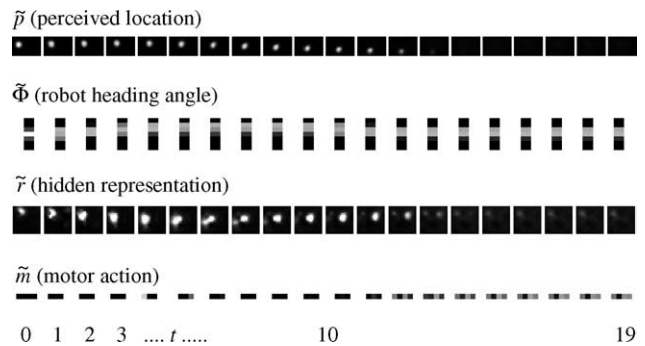 p̃ (perceived location)
Φ̃ (robot heading angle)
r̃ (hidden representation)
m̃ (motor action)
0 1 2 3 .... t ..... 10 19